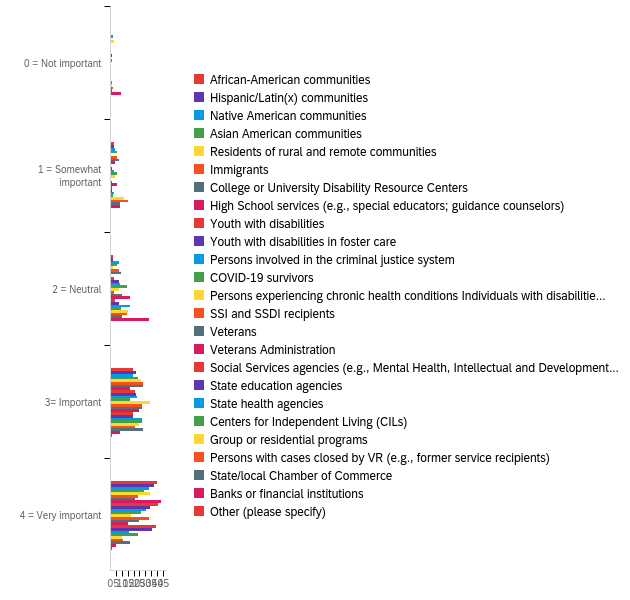 0 = Not important
1 = Somewhat
important
2 = Neutral
3= Important
4 = Very important
African-American communities
Hispanic/Latin(x) communities
Native American communities
Asian American communities
Residents of rural and remote communities
Immigrants
College or University Disability Resource Centers
High School services (e.g., special educators; guidance counselors)
Youth with disabilities
Youth with disabilities in foster care
Persons involved in the criminal justice system
COVID-19 survivors
Persons experiencing chronic health conditions Individuals with disabilitie...
SSI and SSDI recipients
Veterans
Veterans Administration
Social Services agencies (e.g., Mental Health, Intellectual and Development...
State education agencies
State health agencies
Centers for Independent Living (CILs)
Group or residential programs
Persons with cases closed by VR (e.g., former service recipients)
State/local Chamber of Commerce
Banks or financial institutions
Other (please specify)